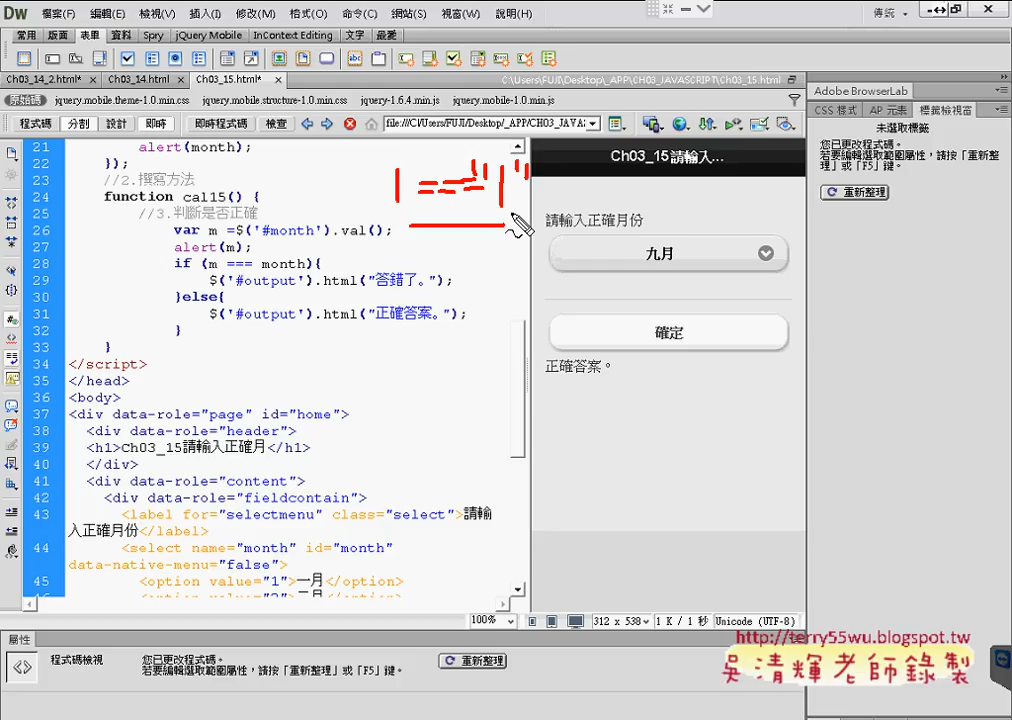 DW 檔案(F) 編輯(E) 檢視(V) 插入(I) 修改(M) 格式(O) 命令(C) 網站(S) 視窗(W) 說明(H) 傳統
常用 版面 表單 資料 Spry jQuery Mobile InContext Editing 文字 最愛
Ch03_14_2.html* × Ch03_14.html × Ch03_15.html* × C:\Users\FUJI\Desktop\_APP\CH03_JAVASCRIPT\Ch03_15.html
原始碼 jquery.mobile.theme-1.0.min.css jquery.mobile.structure-1.0.min.css jquery-1.6.4.min.js jquery.mobile-1.0.min.js
程式碼 分割 設計 即時 即時程式碼 檢查 file:///C|/Users/FUJI/Desktop/_APP/CH03_JAVA
21 alert(month);
22 });
23 //2.撰寫方法
24 function cal15() {
25 //3.判斷是否正確
26 var m =$('#month').val();
27 alert(m);
28 if (m === month){
29 $('#output').html("答錯了。");
30 }else{
31 $('#output').html("正確答案。");
32 }
33 }
34 </script>
35 </head>
36 <body>
37 <div data-role="page" id="home">
38 <div data-role="header">
39 <h1>Ch03_15請輸入正確月</h1>
40 </div>
41 <div data-role="content">
42 <div data-role="fieldcontain">
43 <label for="selectmenu" class="select">請輸
入正確月份</label>
44 <select name="month" id="month"
data-native-menu="false">
45 <option value="1">一月</option>
1 === "1"
Ch03_15請輸入...
請輸入正確月份
九月
確定
正確答案。
100% 312 x 538 1 K / 1 秒 Unicode (UTF-8)
Adobe BrowserLab
CSS 樣式 AP 元素 標籤檢視窗
未選取標籤
您已更改程式碼。
若要編輯選取範圍屬性，請按「重新整
理」或「F5」鍵。
重新整理
屬性
程式碼檢視 您已更改程式碼。
若要編輯選取範圍屬性，請按「重新整理」或「F5」鍵。
重新整理
http://terry55wu.blogspot.tw
吳清輝老師錄製